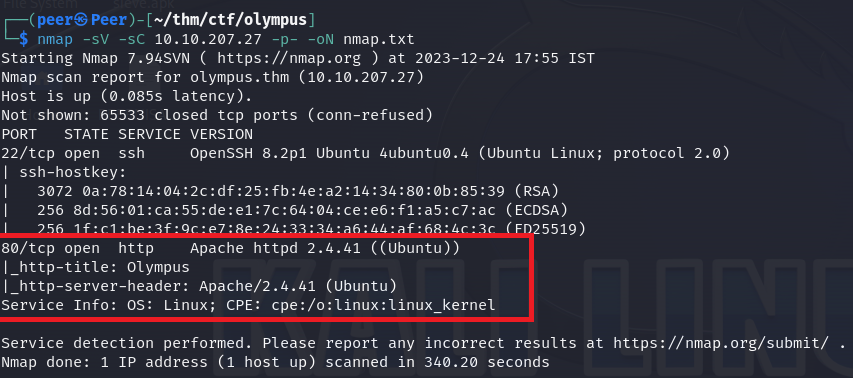 File System steve.apk
┌──(peer㉿Peer)-[~/thm/ctf/olympus]
└─$ nmap -sV -sC 10.10.207.27 -p- -oN nmap.txt
Starting Nmap 7.94SVN ( https://nmap.org ) at 2023-12-24 17:55 IST
Nmap scan report for olympus.thm (10.10.207.27)
Host is up (0.085s latency).
Not shown: 65533 closed tcp ports (conn-refused)
PORT   STATE SERVICE VERSION
22/tcp open  ssh     OpenSSH 8.2p1 Ubuntu 4ubuntu0.4 (Ubuntu Linux; protocol 2.0)
| ssh-hostkey:
|   3072 0a:78:14:04:2c:df:25:fb:4e:a2:14:34:80:0b:85:39 (RSA)
|   256 8d:56:01:ca:55:de:e1:7c:64:04:ce:e6:f1:a5:c7:ac (ECDSA)
|   256 1f:c1:be:3f:9c:e7:8e:24:33:34:a6:44:af:68:4c:3c (ED25519)
80/tcp open  http    Apache httpd 2.4.41 ((Ubuntu))
|_http-title: Olympus
|_http-server-header: Apache/2.4.41 (Ubuntu)
Service Info: OS: Linux; CPE: cpe:/o:linux:linux_kernel
KALI LIN
Service detection performed. Please report any incorrect results at https://nmap.org/submit/ .
Nmap done: 1 IP address (1 host up) scanned in 340.20 seconds